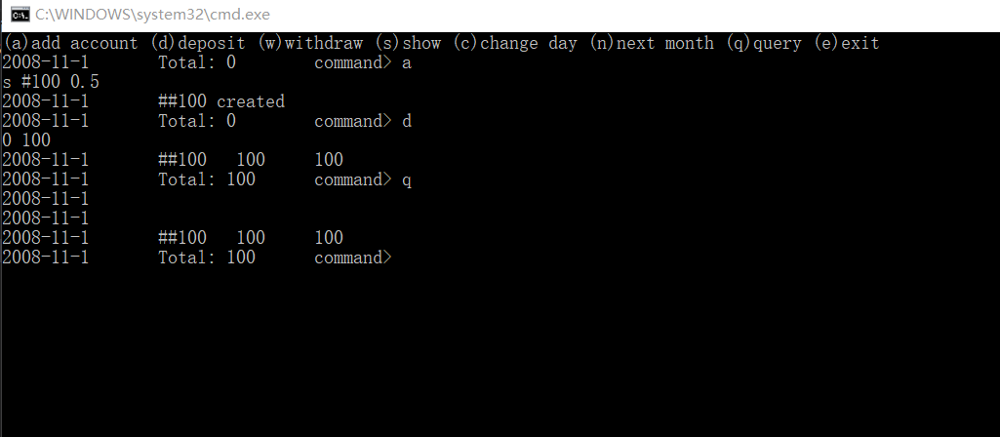 C:\WINDOWS\system32\cmd.exe
(a)add account (d)deposit (w)withdraw (s)show (c)change day (n)next month (q)query (e)exit
2008-11-1 Total: 0 command> a
s #100 0.5
2008-11-1 ##100 created
2008-11-1 Total: 0 command> d
0 100
2008-11-1 ##100 100 100
2008-11-1 Total: 100 command> q
2008-11-1
2008-11-1
2008-11-1 ##100 100 100
2008-11-1 Total: 100 command>